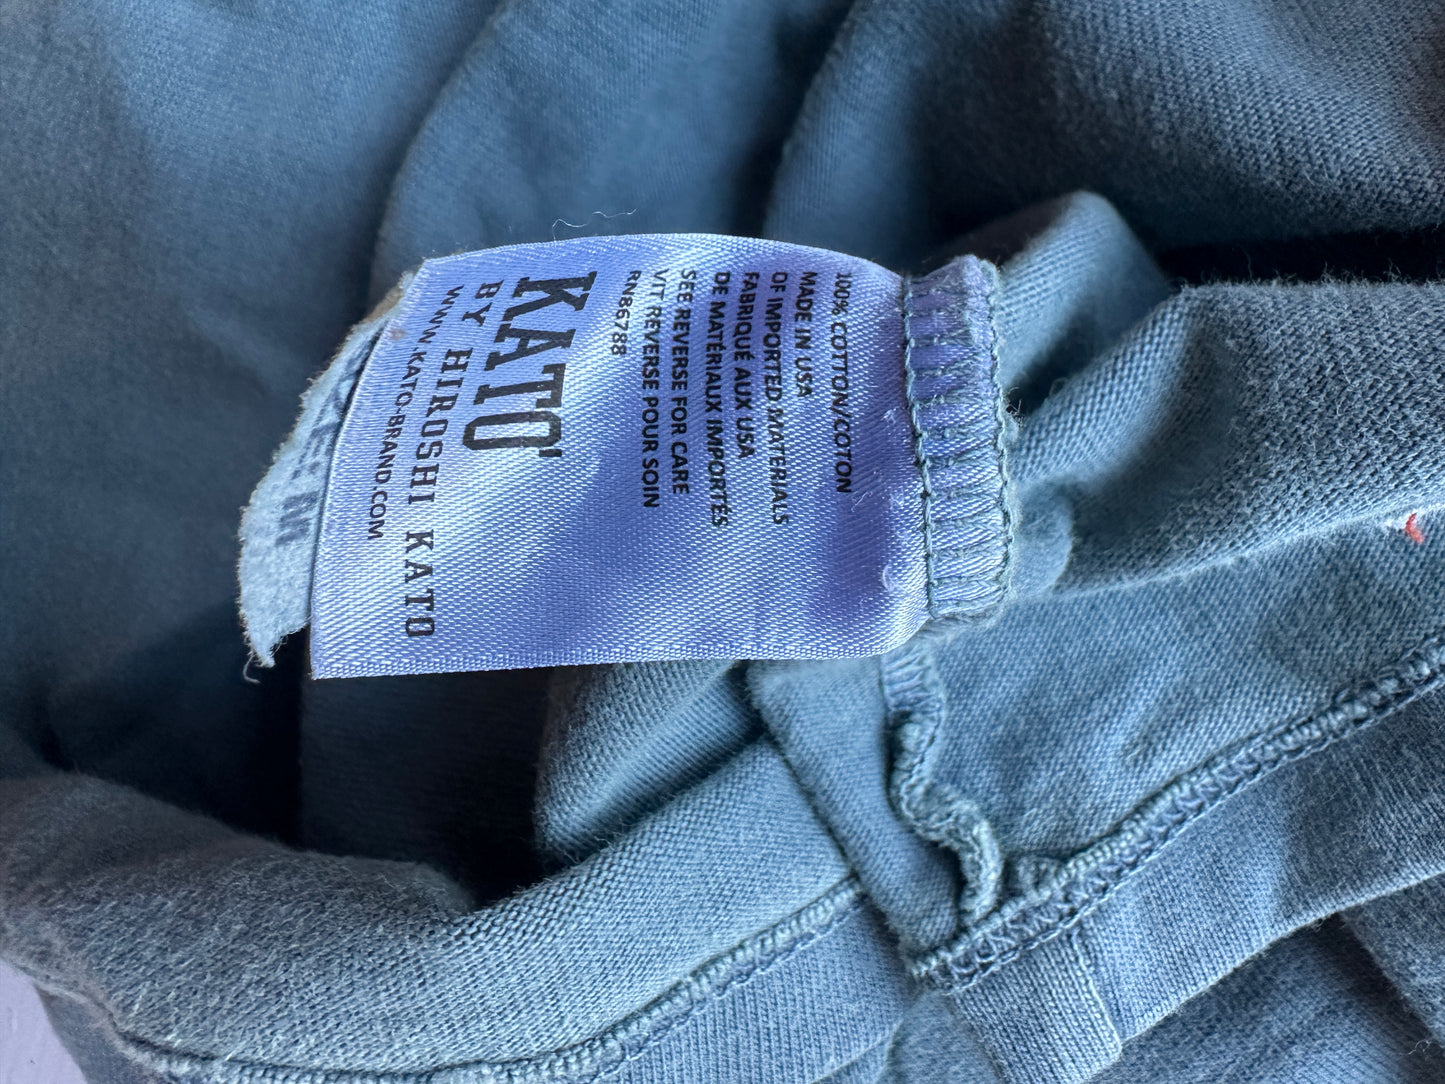 100% COTTON/COTON
MADE IN USA
OF IMPORTED MATERIALS
FABRIQUÉ AUX USA
DE MATÉRIAUX IMPORTÉS
SEE REVERSE FOR CARE
VIT REVERSE POUR SOIN
RN86788
KATO'
BY HIROSHI KATO
WWW.KATO-BRAND.COM